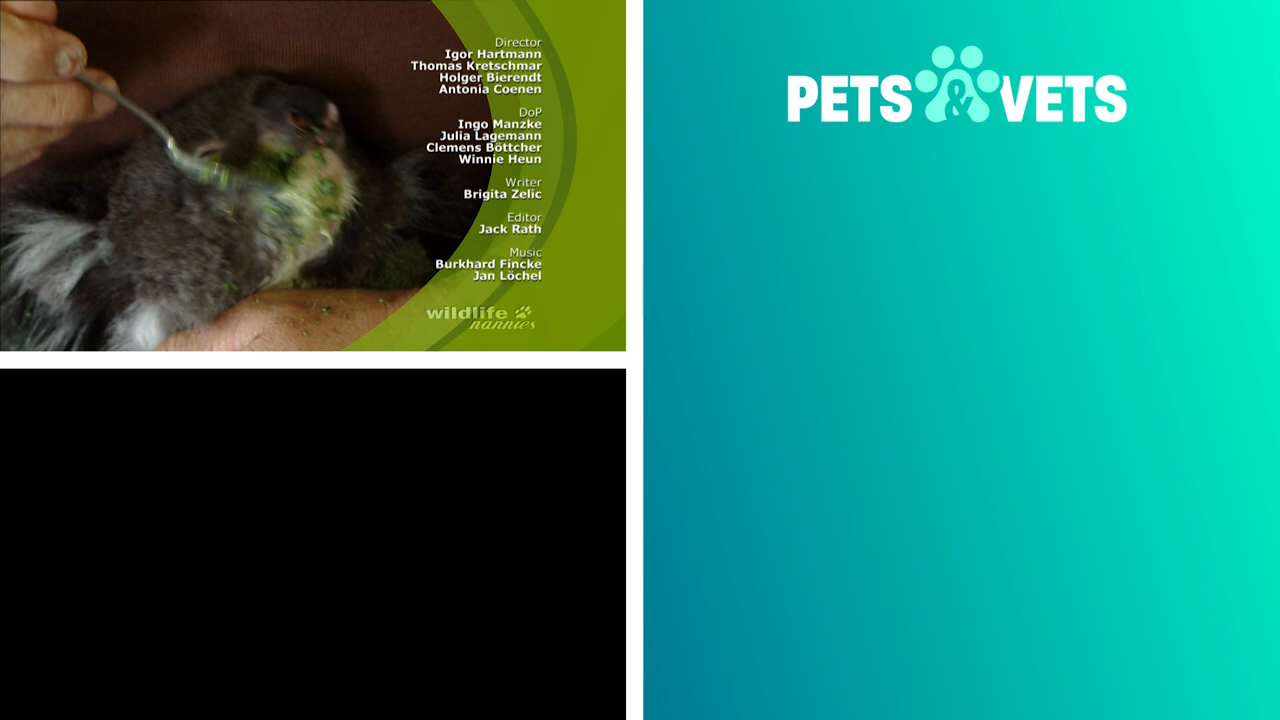 Director
Igor Hartmann
Thomas Kretschmar
Holger Bierendt
Antonia Coenen
DoP
Ingo Manzke
Julia Lagemann
Clemens Böttcher
Winnie Heun
Writer
Brigita Zelic
Editor
Jack Rath
Music
Burkhard Fincke
Jan Löchel
wildlife
nannies
PETS & VETS